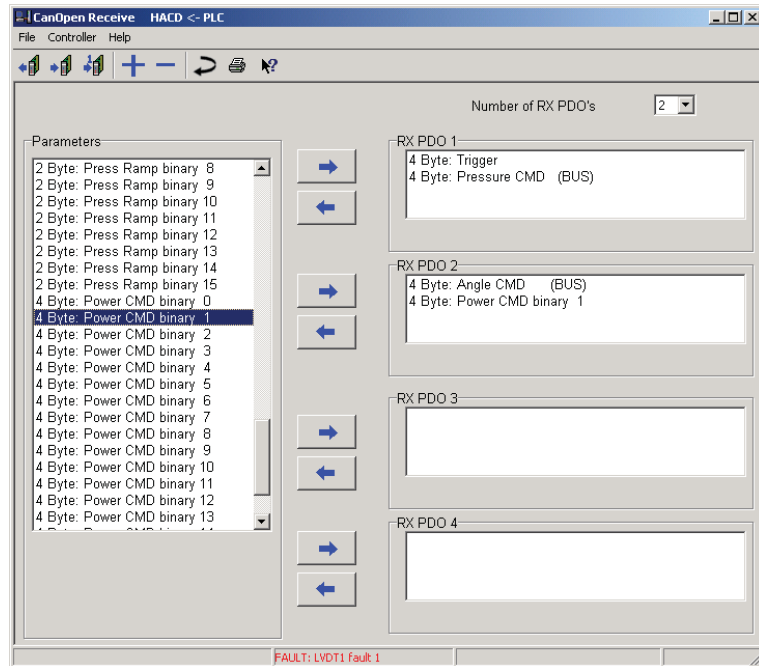 CanOpen Receive HACD <- PLC
File Controller Help
Number of RX PDO's 2
Parameters
2 Byte: Press Ramp binary 8
2 Byte: Press Ramp binary 9
2 Byte: Press Ramp binary 10
2 Byte: Press Ramp binary 11
2 Byte: Press Ramp binary 12
2 Byte: Press Ramp binary 13
2 Byte: Press Ramp binary 14
2 Byte: Press Ramp binary 15
4 Byte: Power CMD binary 0
4 Byte: Power CMD binary 1
4 Byte: Power CMD binary 2
4 Byte: Power CMD binary 3
4 Byte: Power CMD binary 4
4 Byte: Power CMD binary 5
4 Byte: Power CMD binary 6
4 Byte: Power CMD binary 7
4 Byte: Power CMD binary 8
4 Byte: Power CMD binary 9
4 Byte: Power CMD binary 10
4 Byte: Power CMD binary 11
4 Byte: Power CMD binary 12
4 Byte: Power CMD binary 13
RX PDO 1
4 Byte: Trigger
4 Byte: Pressure CMD (BUS)
RX PDO 2
4 Byte: Angle CMD (BUS)
4 Byte: Power CMD binary 1
RX PDO 3
RX PDO 4
FAULT: LVDT1 fault 1